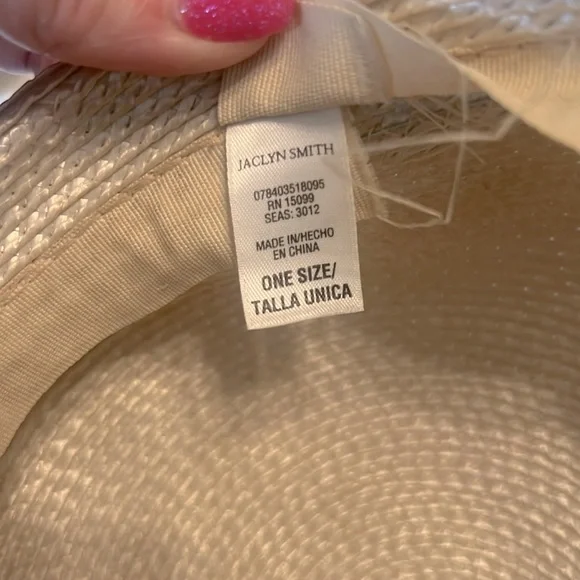 JACLYN SMITH
078403518095
RN 15099
SEAS: 3012
MADE IN/HECHO
EN CHINA
ONE SIZE/
TALLA UNICA